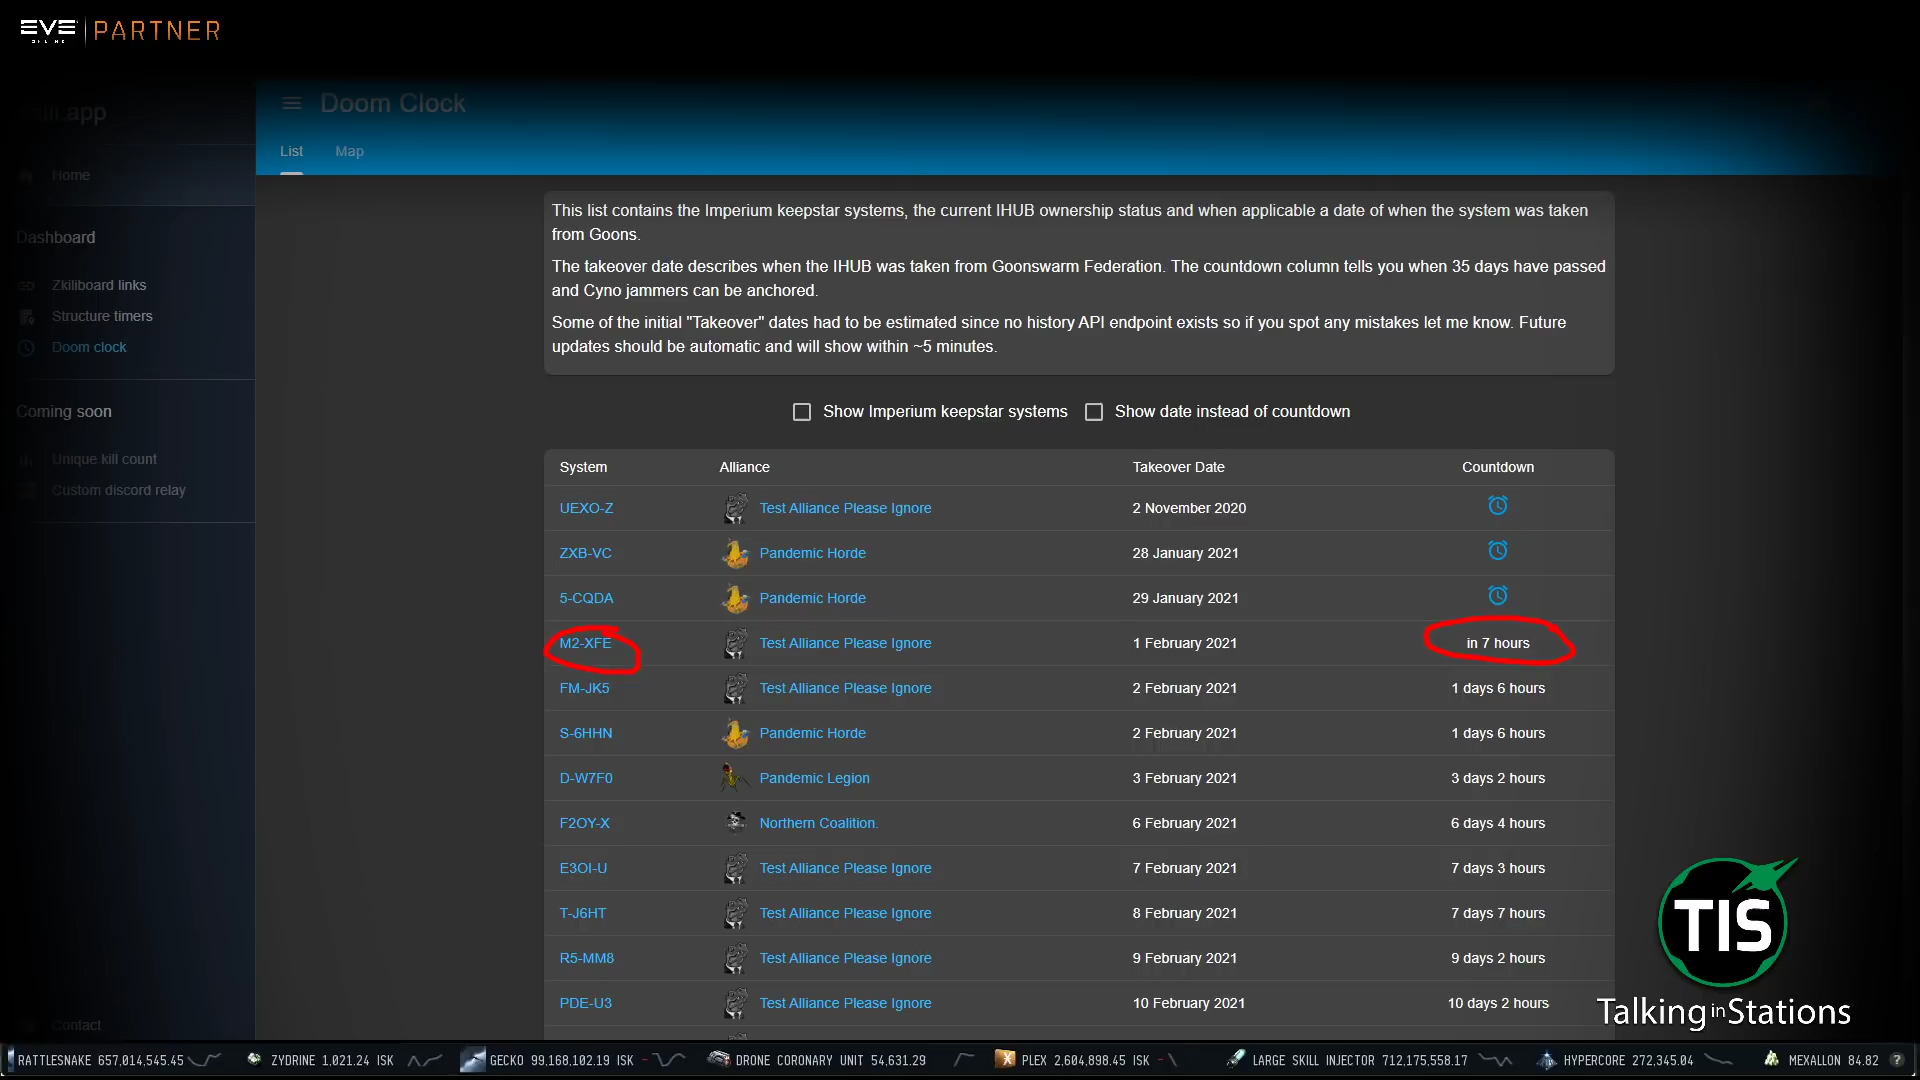 EVE PARTNER
ONLINE
.app
Doom Clock
List Map
Home
Dashboard
Zkillboard links
Structure timers
Doom clock
Coming soon
Unique kill count
Custom discord relay
Contact
This list contains the Imperium keepstar systems, the current IHUB ownership status and when applicable a date of when the system was taken
from Goons.
The takeover date describes when the IHUB was taken from Goonswarm Federation. The countdown column tells you when 35 days have passed
and Cyno jammers can be anchored.
Some of the initial "Takeover" dates had to be estimated since no history API endpoint exists so if you spot any mistakes let me know. Future
updates should be automatic and will show within ~5 minutes.
Show Imperium keepstar systems Show date instead of countdown
System Alliance Takeover Date Countdown
UEXO-Z Test Alliance Please Ignore 2 November 2020
ZXB-VC Pandemic Horde 28 January 2021
5-CQDA Pandemic Horde 29 January 2021
M2-XFE Test Alliance Please Ignore 1 February 2021 in 7 hours
FM-JK5 Test Alliance Please Ignore 2 February 2021 1 days 6 hours
S-6HHN Pandemic Horde 2 February 2021 1 days 6 hours
D-W7F0 Pandemic Legion 3 February 2021 3 days 2 hours
F2OY-X Northern Coalition. 6 February 2021 6 days 4 hours
E3OI-U Test Alliance Please Ignore 7 February 2021 7 days 3 hours
T-J6HT Test Alliance Please Ignore 8 February 2021 7 days 7 hours
R5-MM8 Test Alliance Please Ignore 9 February 2021 9 days 2 hours
PDE-U3 Test Alliance Please Ignore 10 February 2021 10 days 2 hours
TIS
Talking in Stations
RATTLESNAKE 657,014,545.45 ZYDRINE 1,021.24 ISK GECKO 99,168,102.19 ISK DRONE CORONARY UNIT 54,631.29 PLEX 2,604,898.45 ISK LARGE SKILL INJECTOR 712,175,558.17 HYPERCORE 272,345.04 MEXALLON 84.82 ?